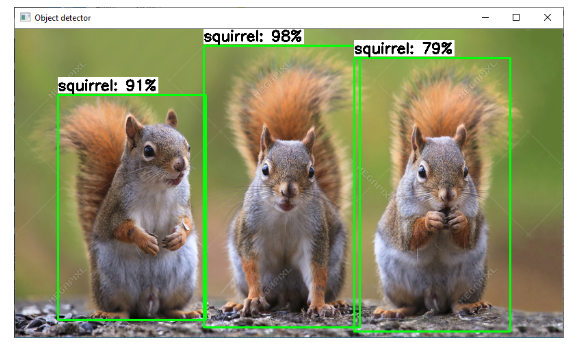 Object detector
squirrel: 98%
squirrel: 79%
squirrel: 91%